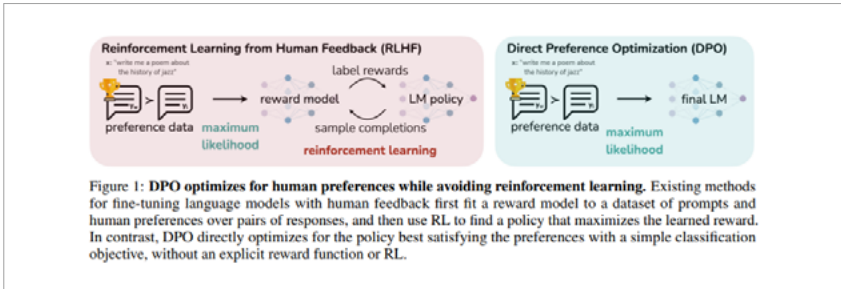 Reinforcement Learning from Human Feedback (RLHF)
x: "write me a poem about
the history of jazz"
label rewards
reward model
LM policy
preference data
maximum
likelihood
sample completions
reinforcement learning
Direct Preference Optimization (DPO)
x: "write me a poem about
the history of jazz"
final LM
preference data
maximum
likelihood
Figure 1: DPO optimizes for human preferences while avoiding reinforcement learning. Existing methods
for fine-tuning language models with human feedback first fit a reward model to a dataset of prompts and
human preferences over pairs of responses, and then use RL to find a policy that maximizes the learned reward.
In contrast, DPO directly optimizes for the policy best satisfying the preferences with a simple classification
objective, without an explicit reward function or RL.